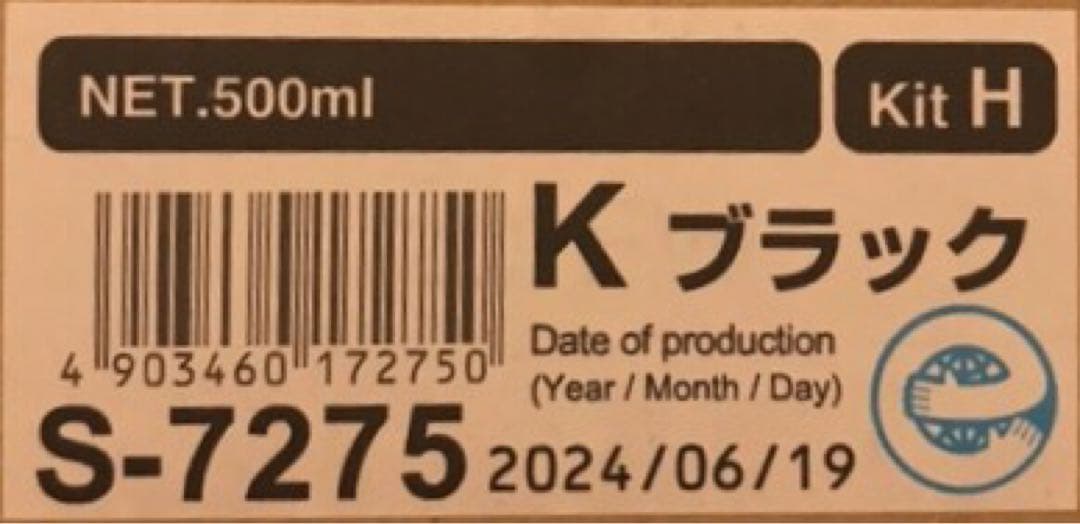 NET.500ml
Kit H
K ブラック
4 903460 172750
Date of production
(Year / Month / Day)
S-7275
2024/06/19